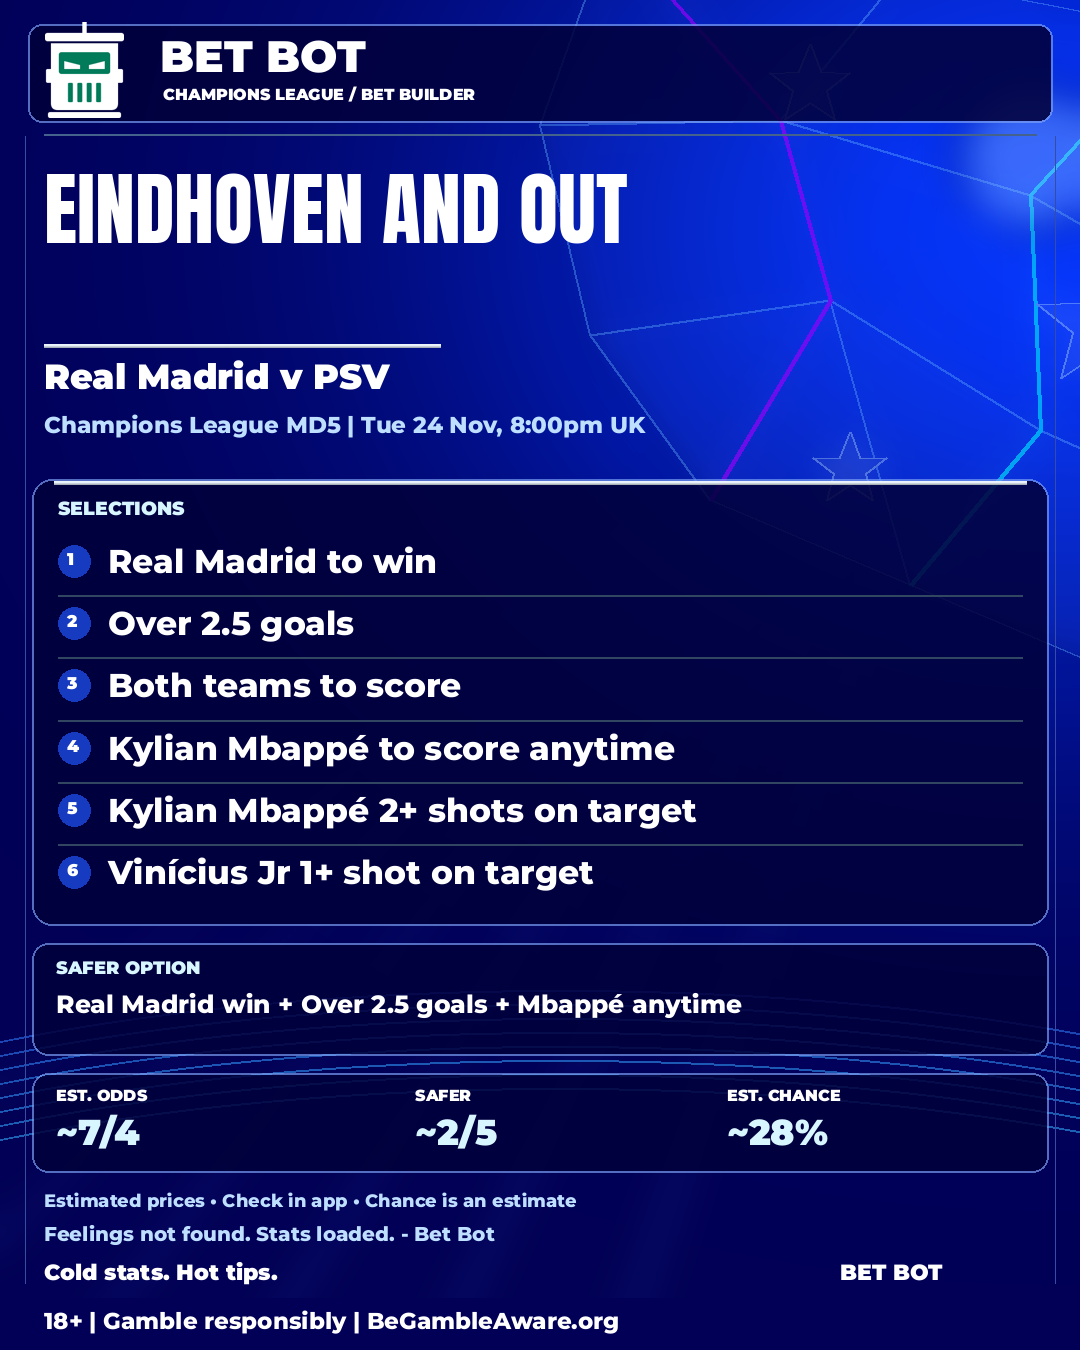 BET BOT
CHAMPIONS LEAGUE / BET BUILDER
EINDHOVEN AND OUT
Real Madrid v PSV
Champions League MD5 | Tue 24 Nov, 8:00pm UK
SELECTIONS
1 Real Madrid to win
2 Over 2.5 goals
3 Both teams to score
4 Kylian Mbappé to score anytime
5 Kylian Mbappé 2+ shots on target
6 Vinícius Jr 1+ shot on target
SAFER OPTION
Real Madrid win + Over 2.5 goals + Mbappé anytime
EST. ODDS SAFER EST. CHANCE
~7/4 ~2/5 ~28%
Estimated prices • Check in app • Chance is an estimate
Feelings not found. Stats loaded. - Bet Bot
Cold stats. Hot tips. BET BOT
18+ | Gamble responsibly | BeGambleAware.org